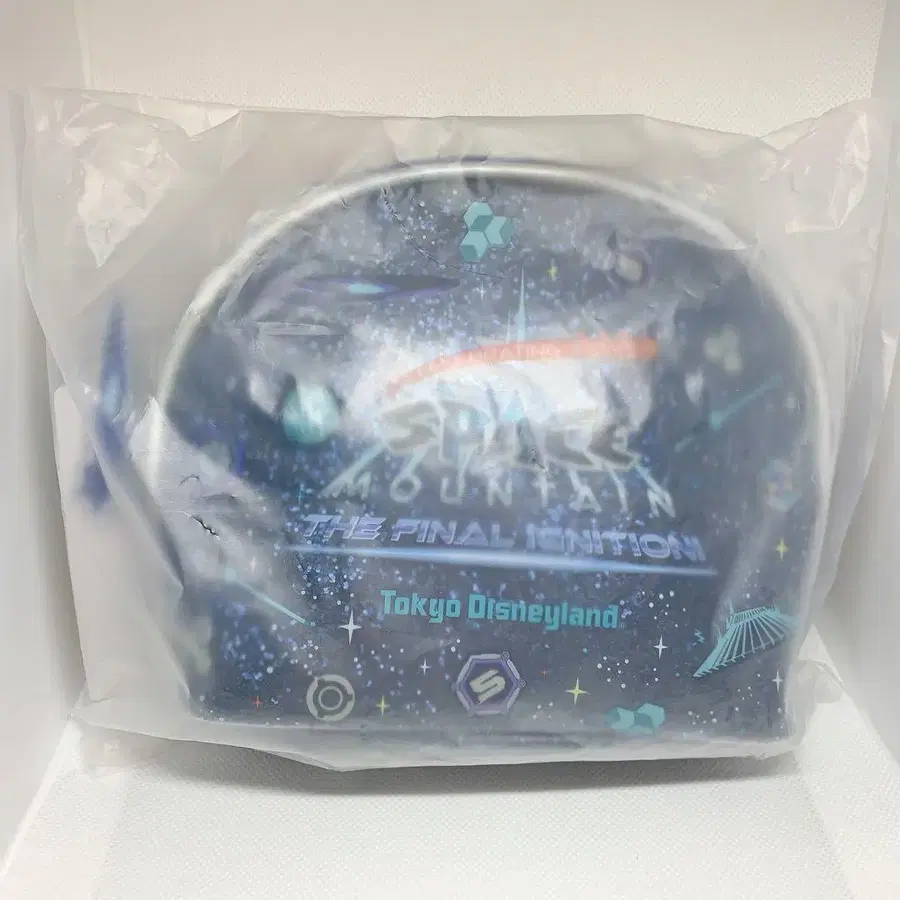 SPACE
MOUNTAIN
THE FINAL IGNITION!
Tokyo Disneyland®
S®